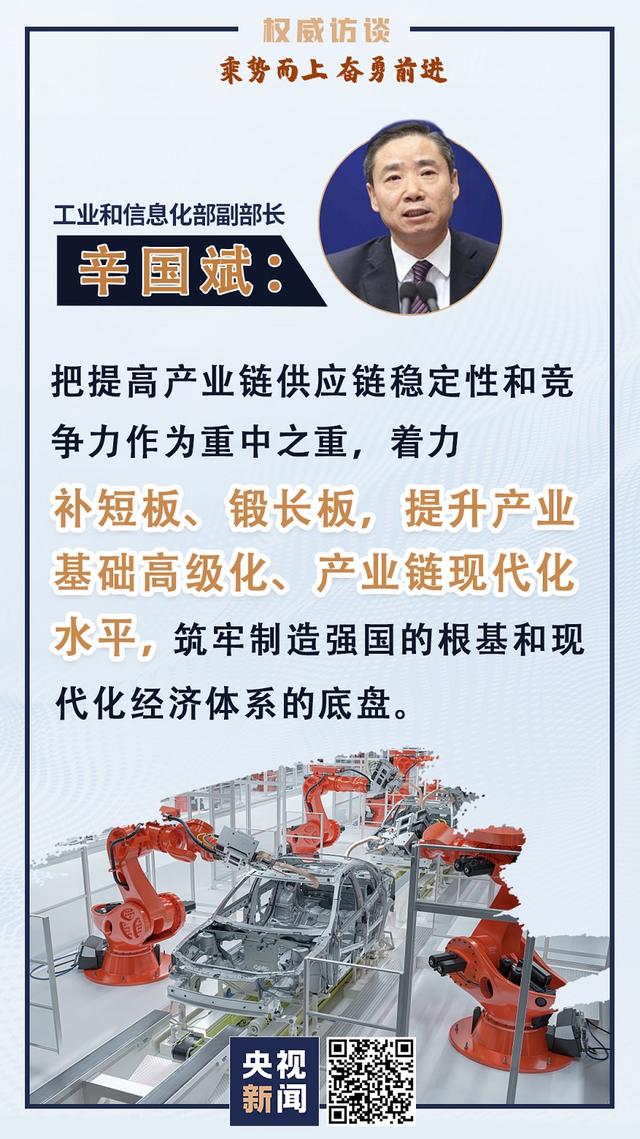 权威访谈
乘势而上 奋勇前进
工业和信息化部副部长
辛国斌：
把提高产业链供应链稳定性和竞
争力作为重中之重，着力
补短板、锻长板，提升产业
基础高级化、产业链现代化
水平，筑牢制造强国的根基和现
代化经济体系的底盘。
央视
新闻